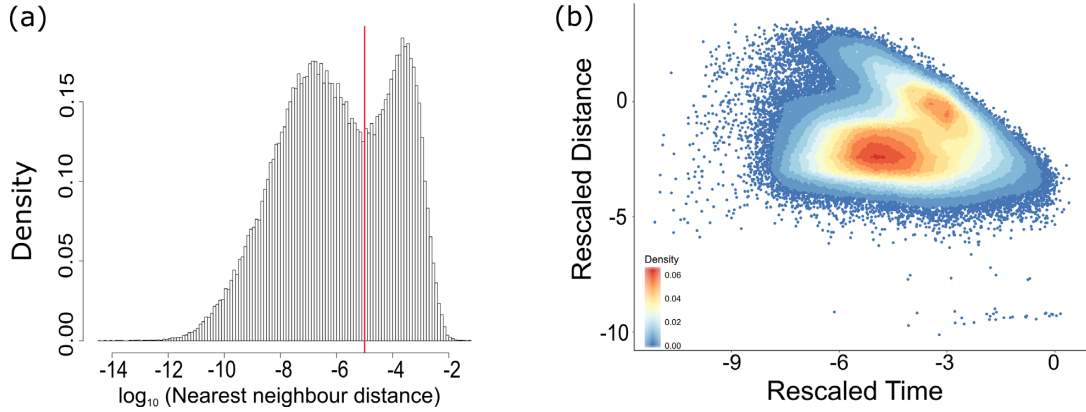 (a)
Density
0.15
0.10
0.05
0.00
-14 -12 -10 -8 -6 -4 -2
log₁₀ (Nearest neighbour distance)
(b)
Rescaled Distance
0
-5
-10
Density
0.06
0.04
0.02
0.00
-9 -6 -3 0
Rescaled Time